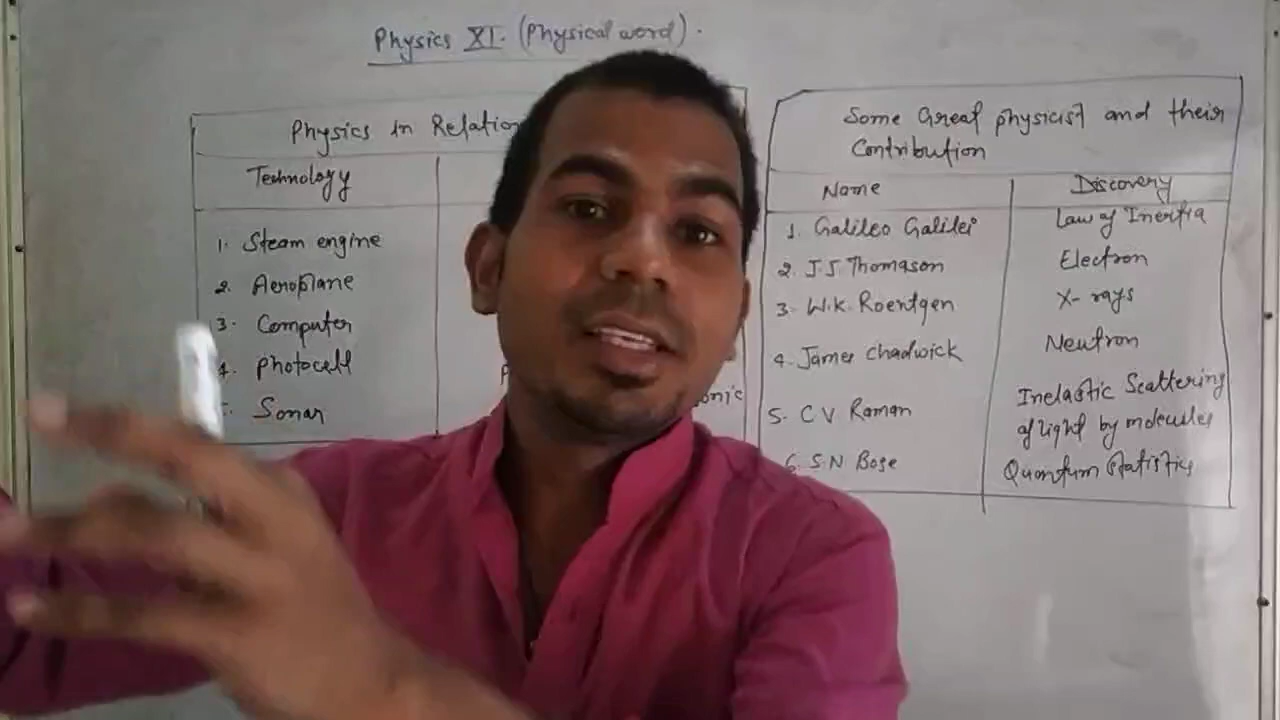 Physics XI. (Physical word).
Physics in Relation
Technology
1. Steam engine
2. Aeroplane
3. Computer
4. Photocell
5. Sonar
onic
Some Great physicist and their
Contribution
Name
Discovery
1. Galileo Galilei
Law of Inertia
2. J.J Thomason
Electron
3. W.K. Roentgen
X-rays
4. James Chadwick
Neutron
5. C V Raman
Inelastic Scattering
of light by molecules
6. S.N Bose
Quantum Statistics